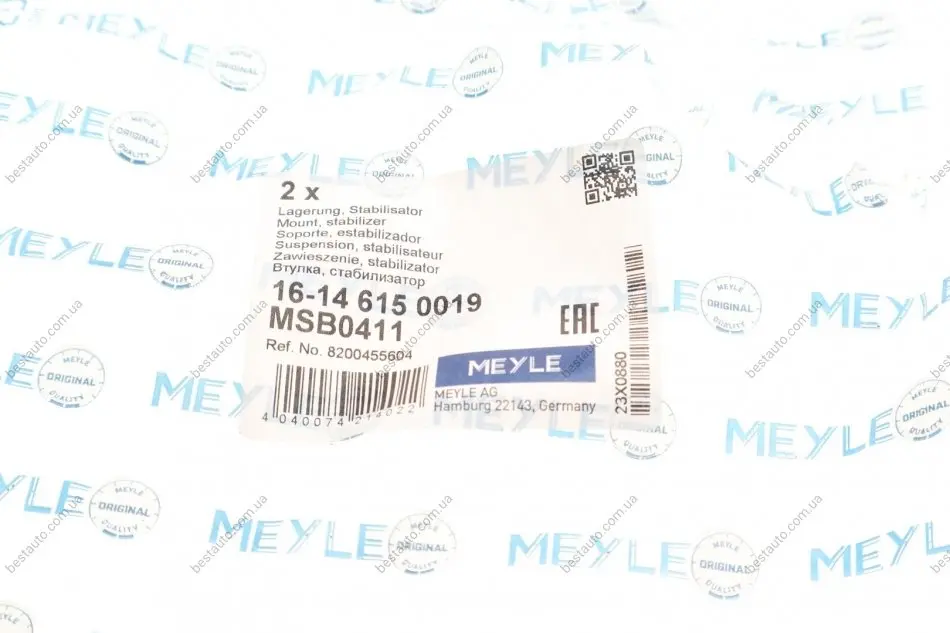 2 x
Lagerung, Stabilisator
Mount, stabilizer
Soporte, estabilizador
Suspension, stabilisateur
Zawieszenie, stabilizator
Втулка, стабилизатор
16-14 615 0019
MSB0411
Ref. No. 8200455604
4 040074 214022
EAC
MEYLE
MEYLE AG
Hamburg 22143, Germany
23X0880
MEYLE
MEYLE
ORIGINAL
QUALITY
bestauto.com.ua